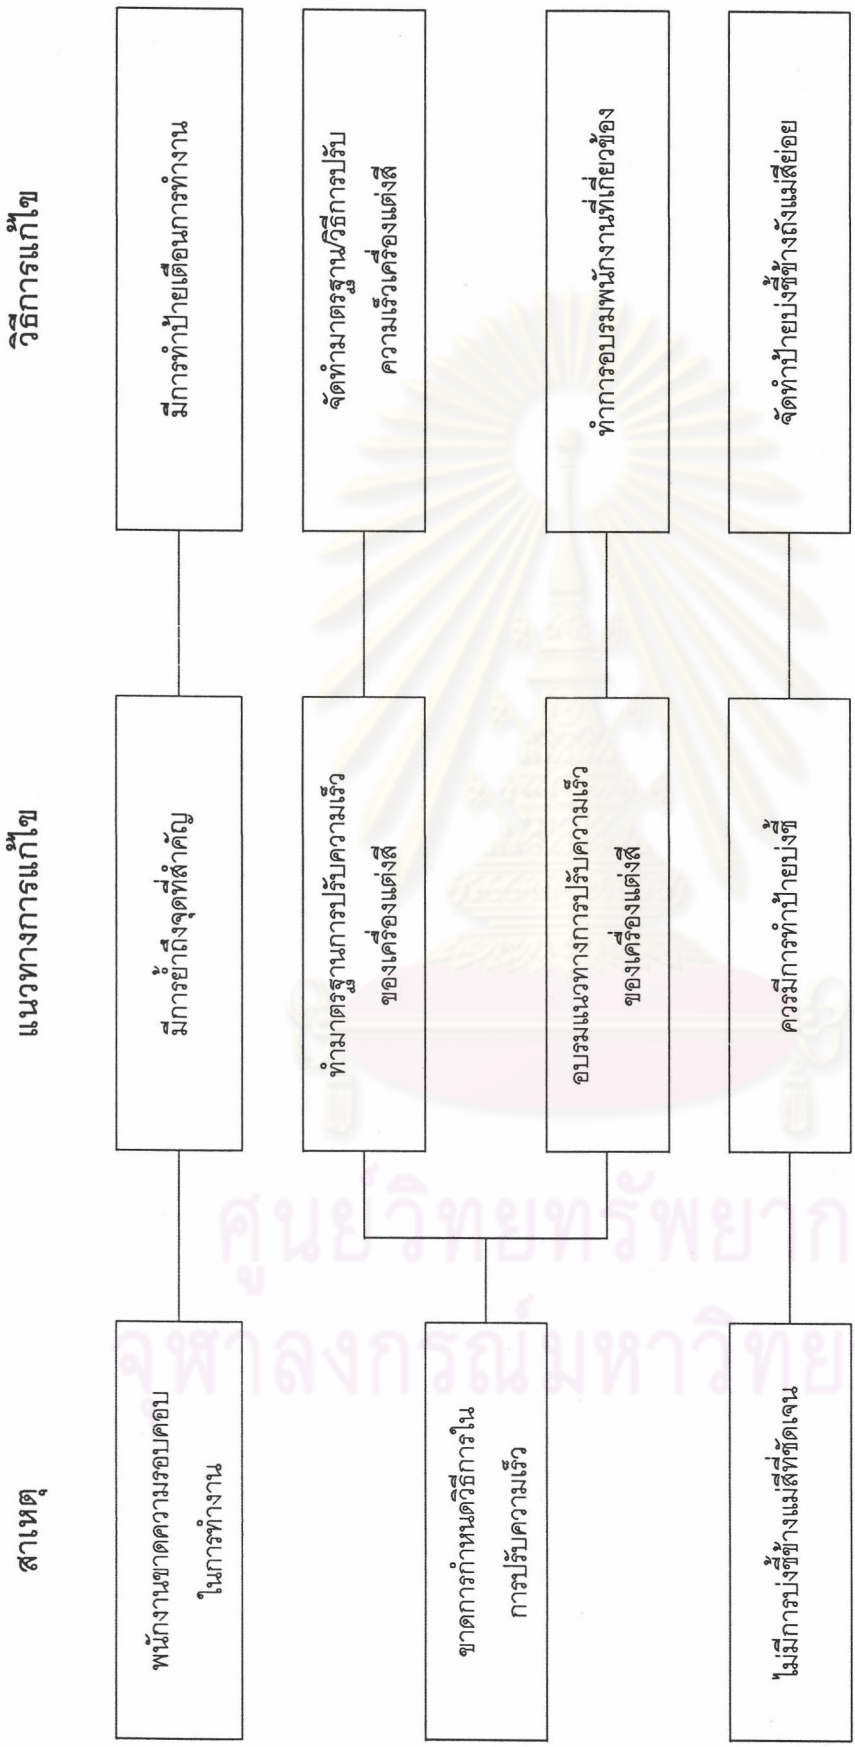 สาเหตุ
แนวทางการแก้ไข
วิธีการแก้ไข
พนักงานขาดความรอบคอบ
ในการทำงาน
มีการย้ำถึงจุดที่สำคัญ
มีการทำป้ายเตือนการทำงาน
ขาดการกำหนดวิธีการใน
การปรับความเร็ว
ทำมาตรฐานการปรับความเร็ว
ของเครื่องแต่งสี
จัดทำมาตรฐาน/วิธีการปรับ
ความเร็วเครื่องแต่งสี
อบรมแนวทางการปรับความเร็ว
ของเครื่องแต่งสี
ทำการอบรมพนักงานที่เกี่ยวข้อง
ไม่มีการบ่งชี้ข้างแม่สีที่ชัดเจน
ควรมีการทำป้ายบ่งชี้
จัดทำป้ายบ่งชี้ข้างถังแม่สีย่อย
ศูนย์วิทยทรัพยาก
จุฬาลงกรณ์มหาวิทย